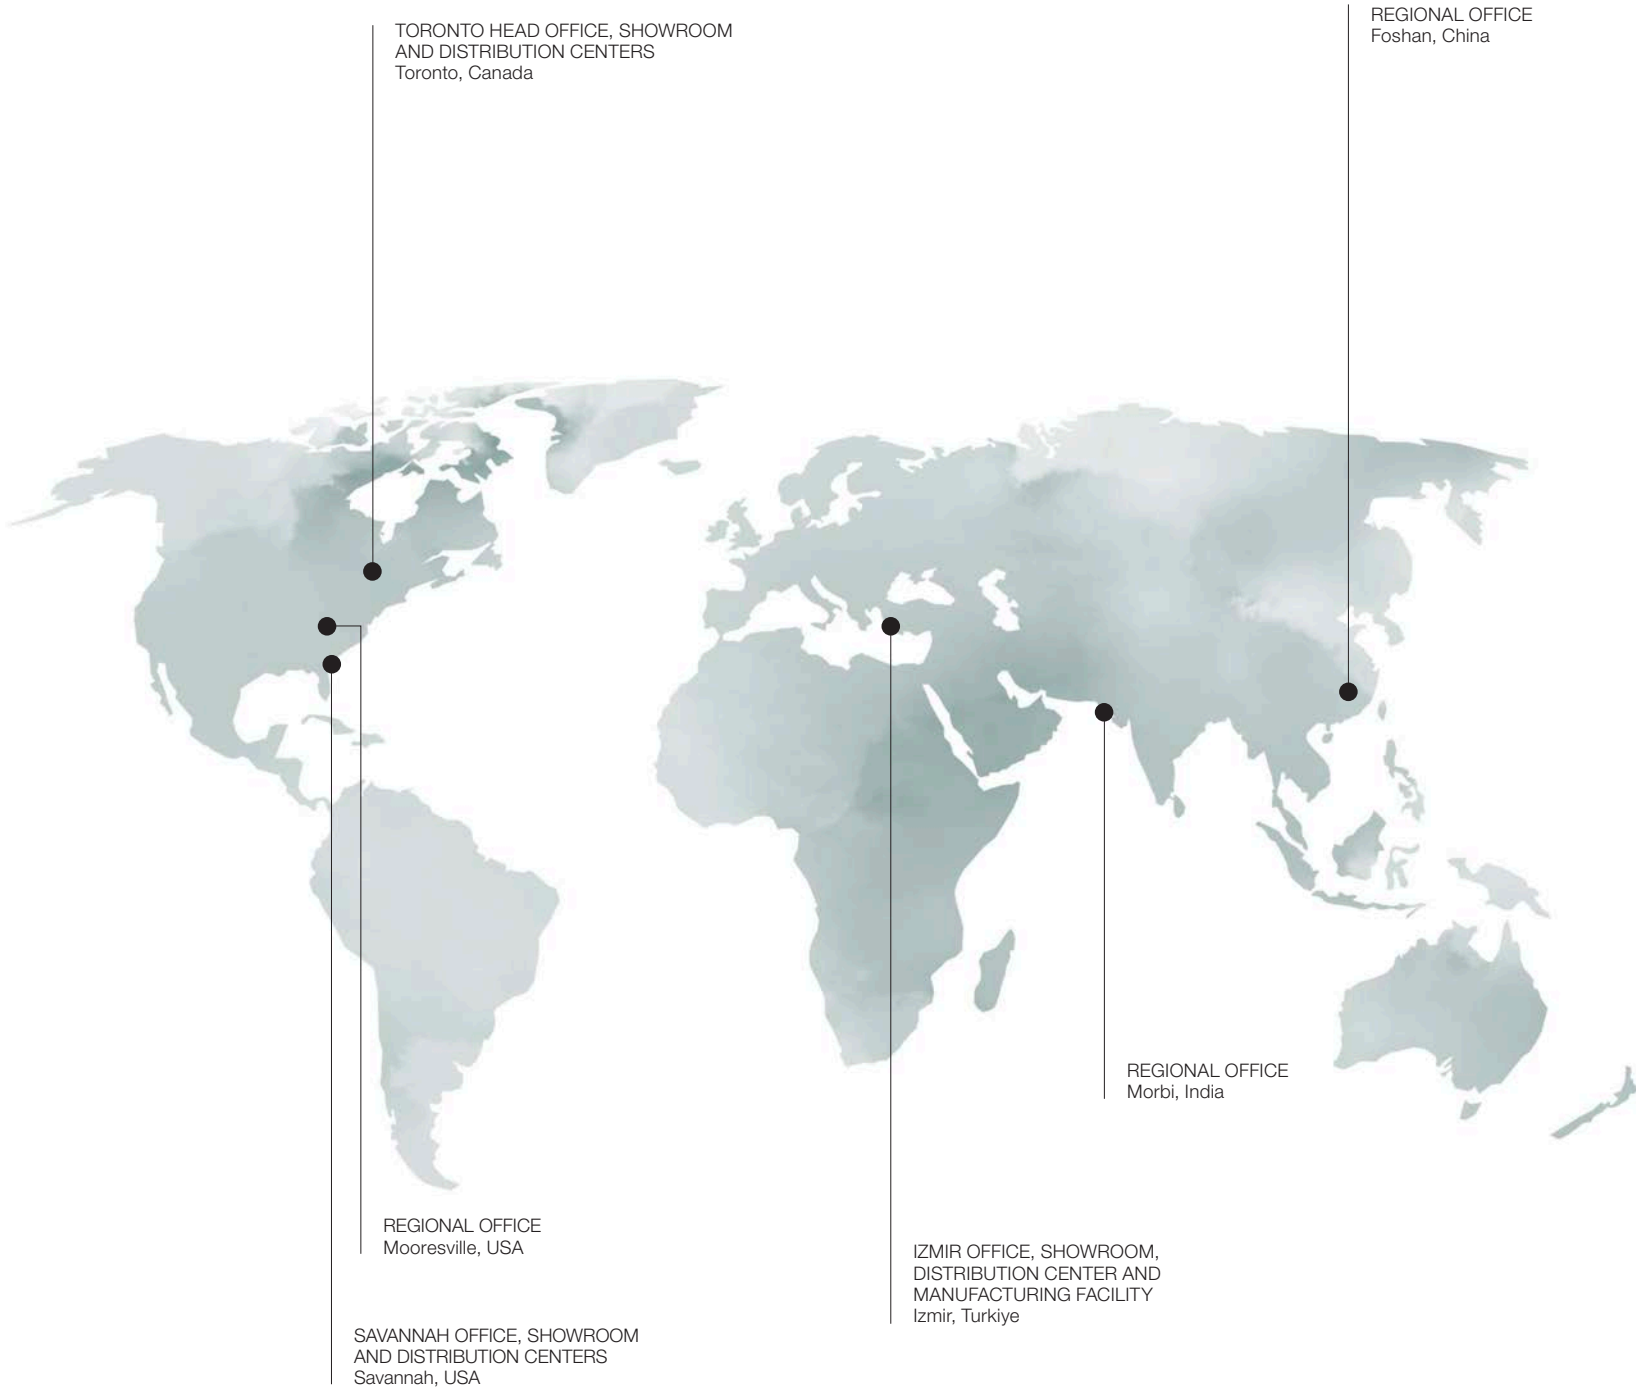 TORONTO HEAD OFFICE, SHOWROOM
AND DISTRIBUTION CENTERS
Toronto, Canada
REGIONAL OFFICE
Foshan, China
REGIONAL OFFICE
Morbi, India
REGIONAL OFFICE
Mooresville, USA
IZMIR OFFICE, SHOWROOM,
DISTRIBUTION CENTER AND
MANUFACTURING FACILITY
Izmir, Turkiye
SAVANNAH OFFICE, SHOWROOM
AND DISTRIBUTION CENTERS
Savannah, USA